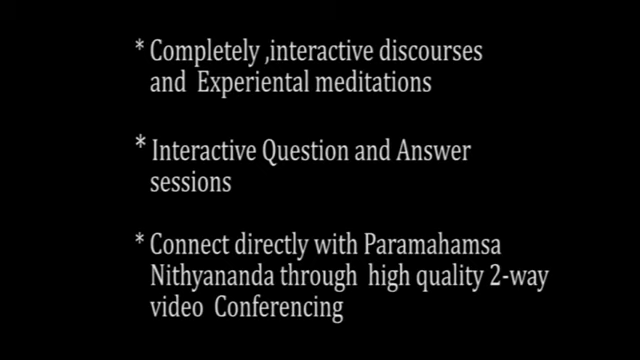 * Completely ,interactive discourses
and Experiental meditations
* Interactive Question and Answer
sessions
* Connect directly with Paramahamsa
Nithyananda through high quality 2-way
video Conferencing